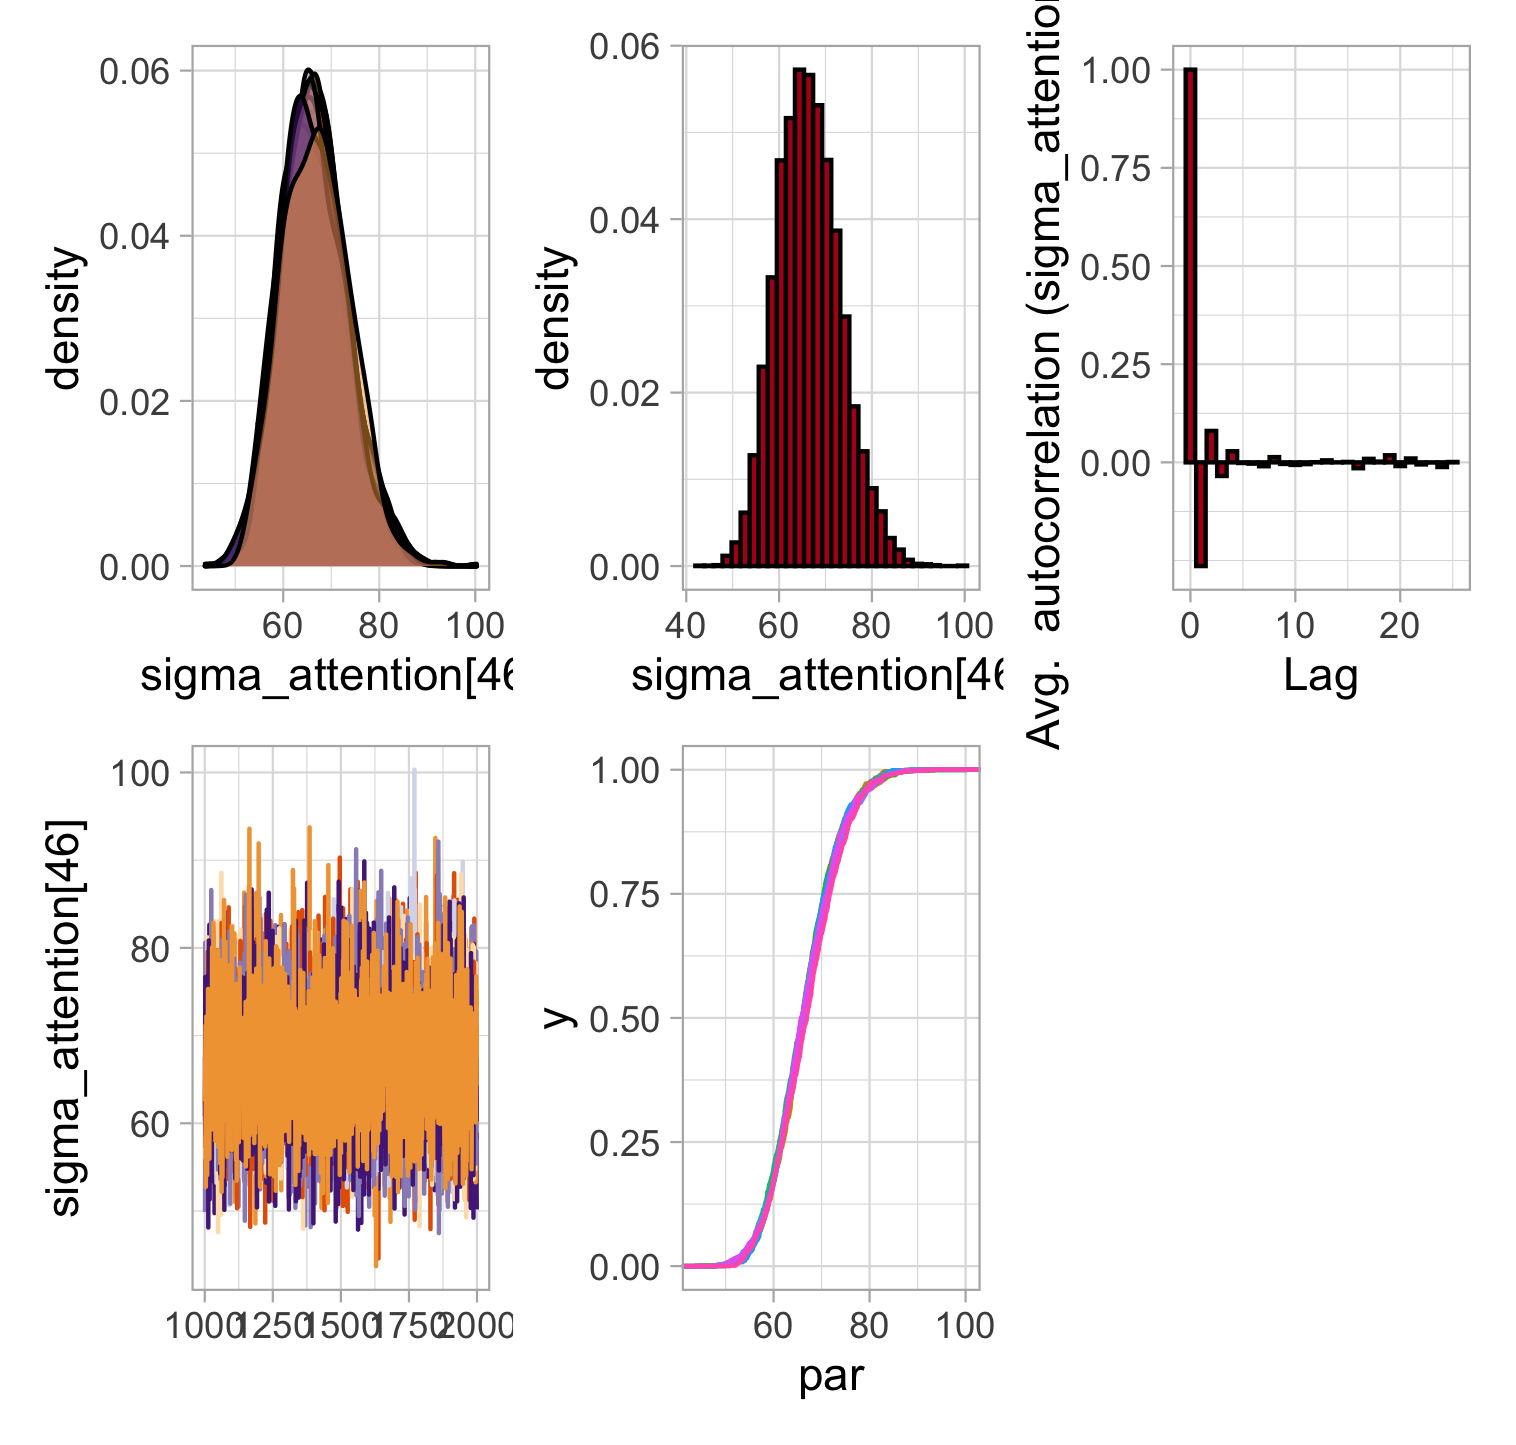 0.06
0.04
0.02
0.00
density
60 80 100
sigma_attention[46
0.06
0.04
0.02
0.00
density
40 60 80 100
sigma_attention[46
1.00
0.75
0.50
0.25
0.00
Avg. autocorrelation (sigma_attention
0 10 20
Lag
100
80
60
sigma_attention[46]
1000 1250 1500 1750 2000
1.00
0.75
0.50
0.25
0.00
y
60 80 100
par